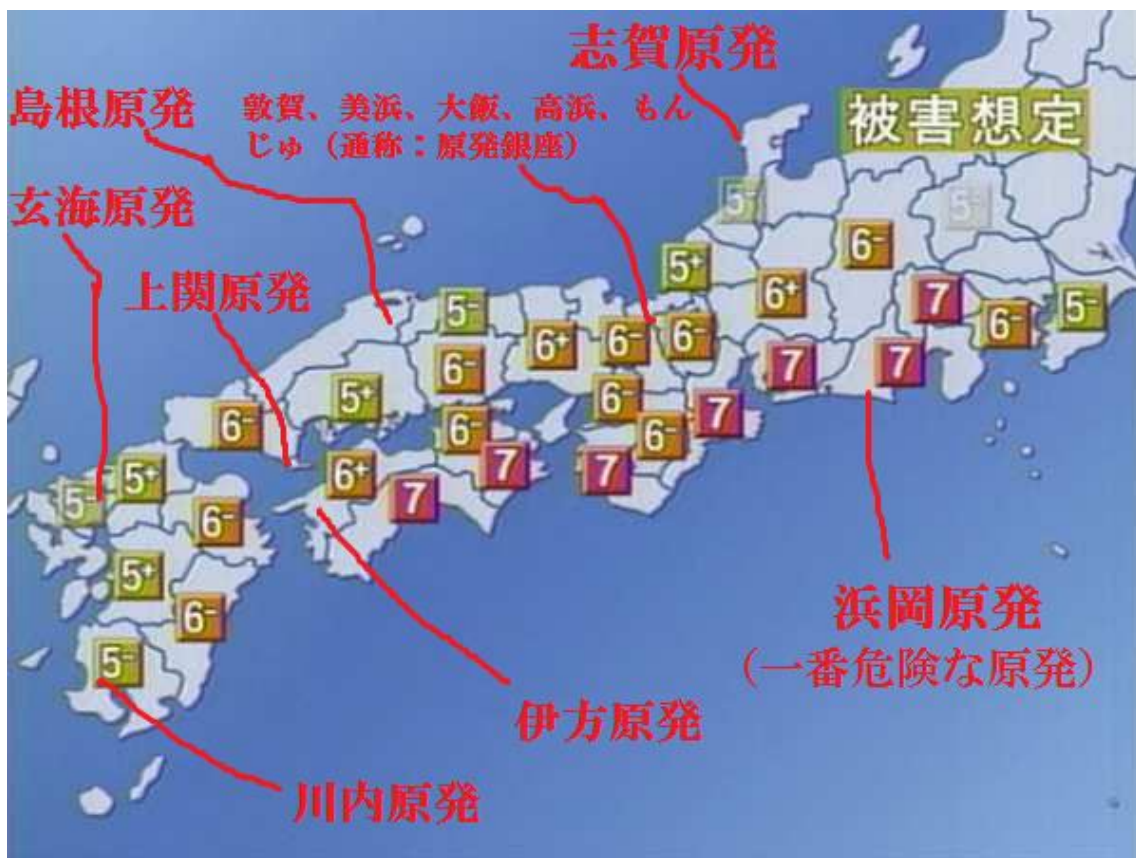 志賀原発
島根原発
敦賀、美浜、大飯、高浜、もん
じゅ（通称：原発銀座）
被害想定
玄海原発
上関原発
5-
5-
6-
5+
6+
7
5-
5-
6-
6+
6-
6-
7
7
6-
5+
6-
7
6-
6-
6-
7
7
6+
7
5+
5-
6-
5+
6-
5-
浜岡原発
（一番危険な原発）
伊方原発
川内原発